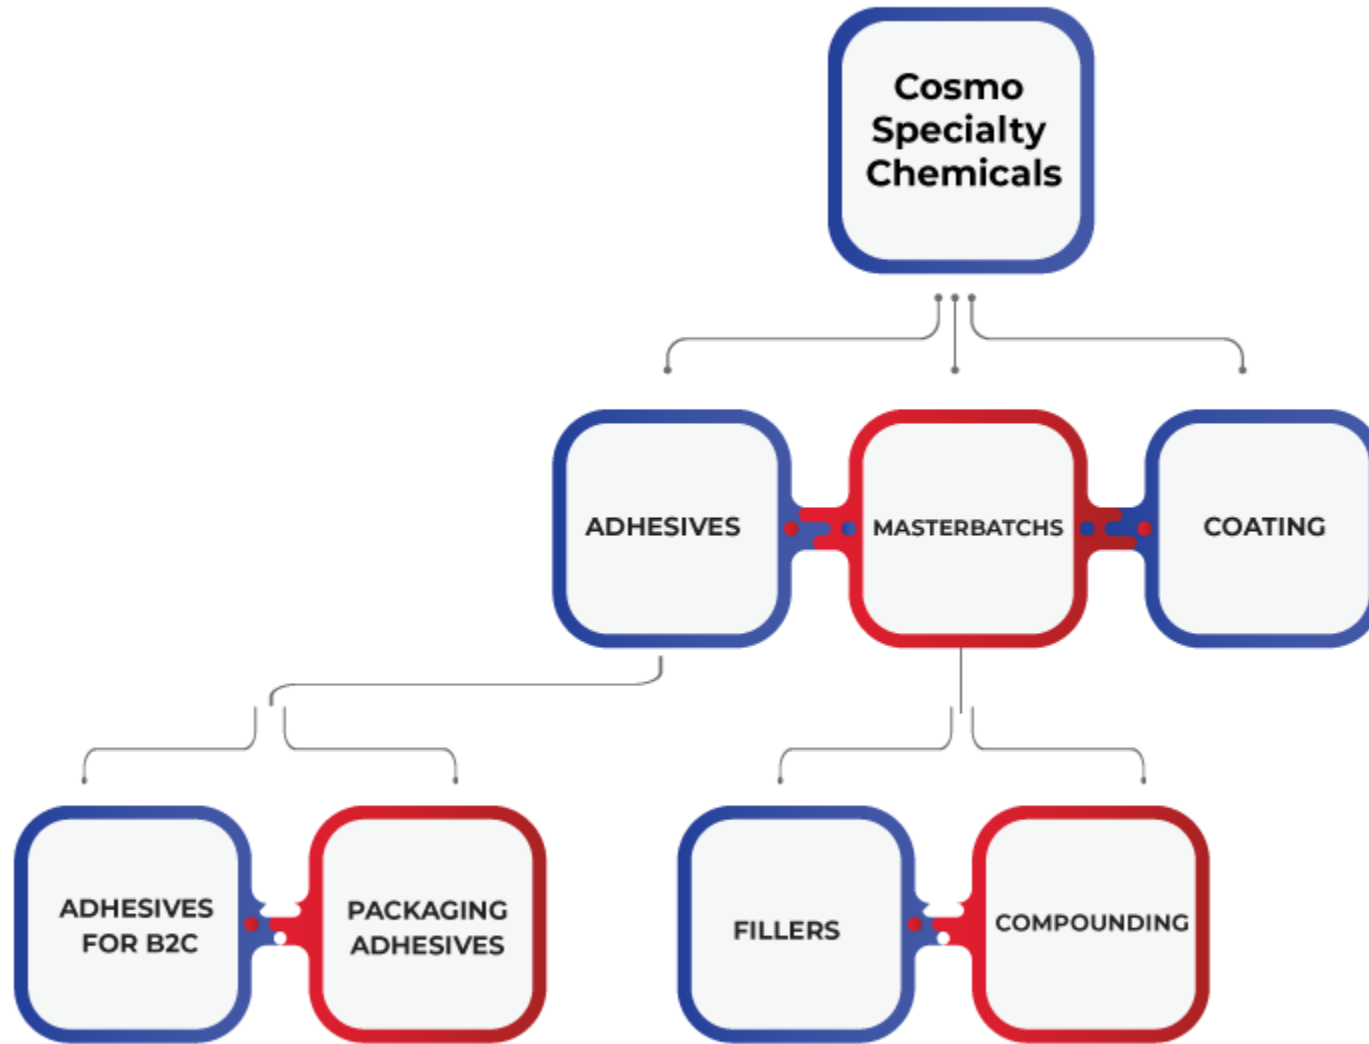 Cosmo
Specialty
Chemicals
ADHESIVES
MASTERBATCHS
COATING
ADHESIVES
FOR B2C
PACKAGING
ADHESIVES
FILLERS
COMPOUNDING